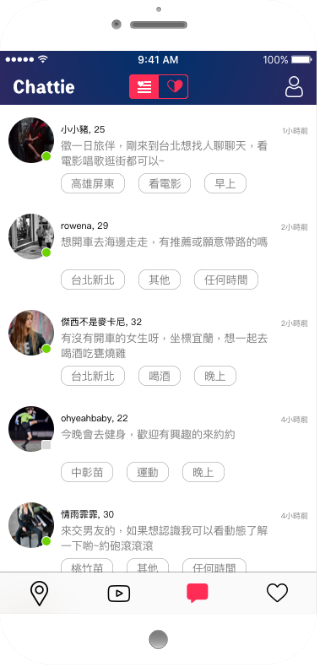 9:41 AM 100%
Chattie
小小豬, 25 1小時前
徵一日旅伴，剛來到台北想找人聊聊天，看
電影唱歌逛街都可以~
高雄屏東 看電影 早上
rowena, 29 2小時前
想開車去海邊走走，有推薦或願意帶路的嗎
台北新北 其他 任何時間
傑西不是麥卡尼, 32 2小時前
有沒有開車的女生呀，坐標宜蘭，想一起去
喝酒吃甕燒雞
台北新北 喝酒 晚上
ohyeahbaby, 22 4小時前
今晚會去健身，歡迎有興趣的來約約
中彰苗 運動 晚上
情雨霏霏, 30 4小時前
來交男友的，如果想認識我可以看動態了解
一下喲~約砲滾滾滾
桃竹苗 其他 任何時間